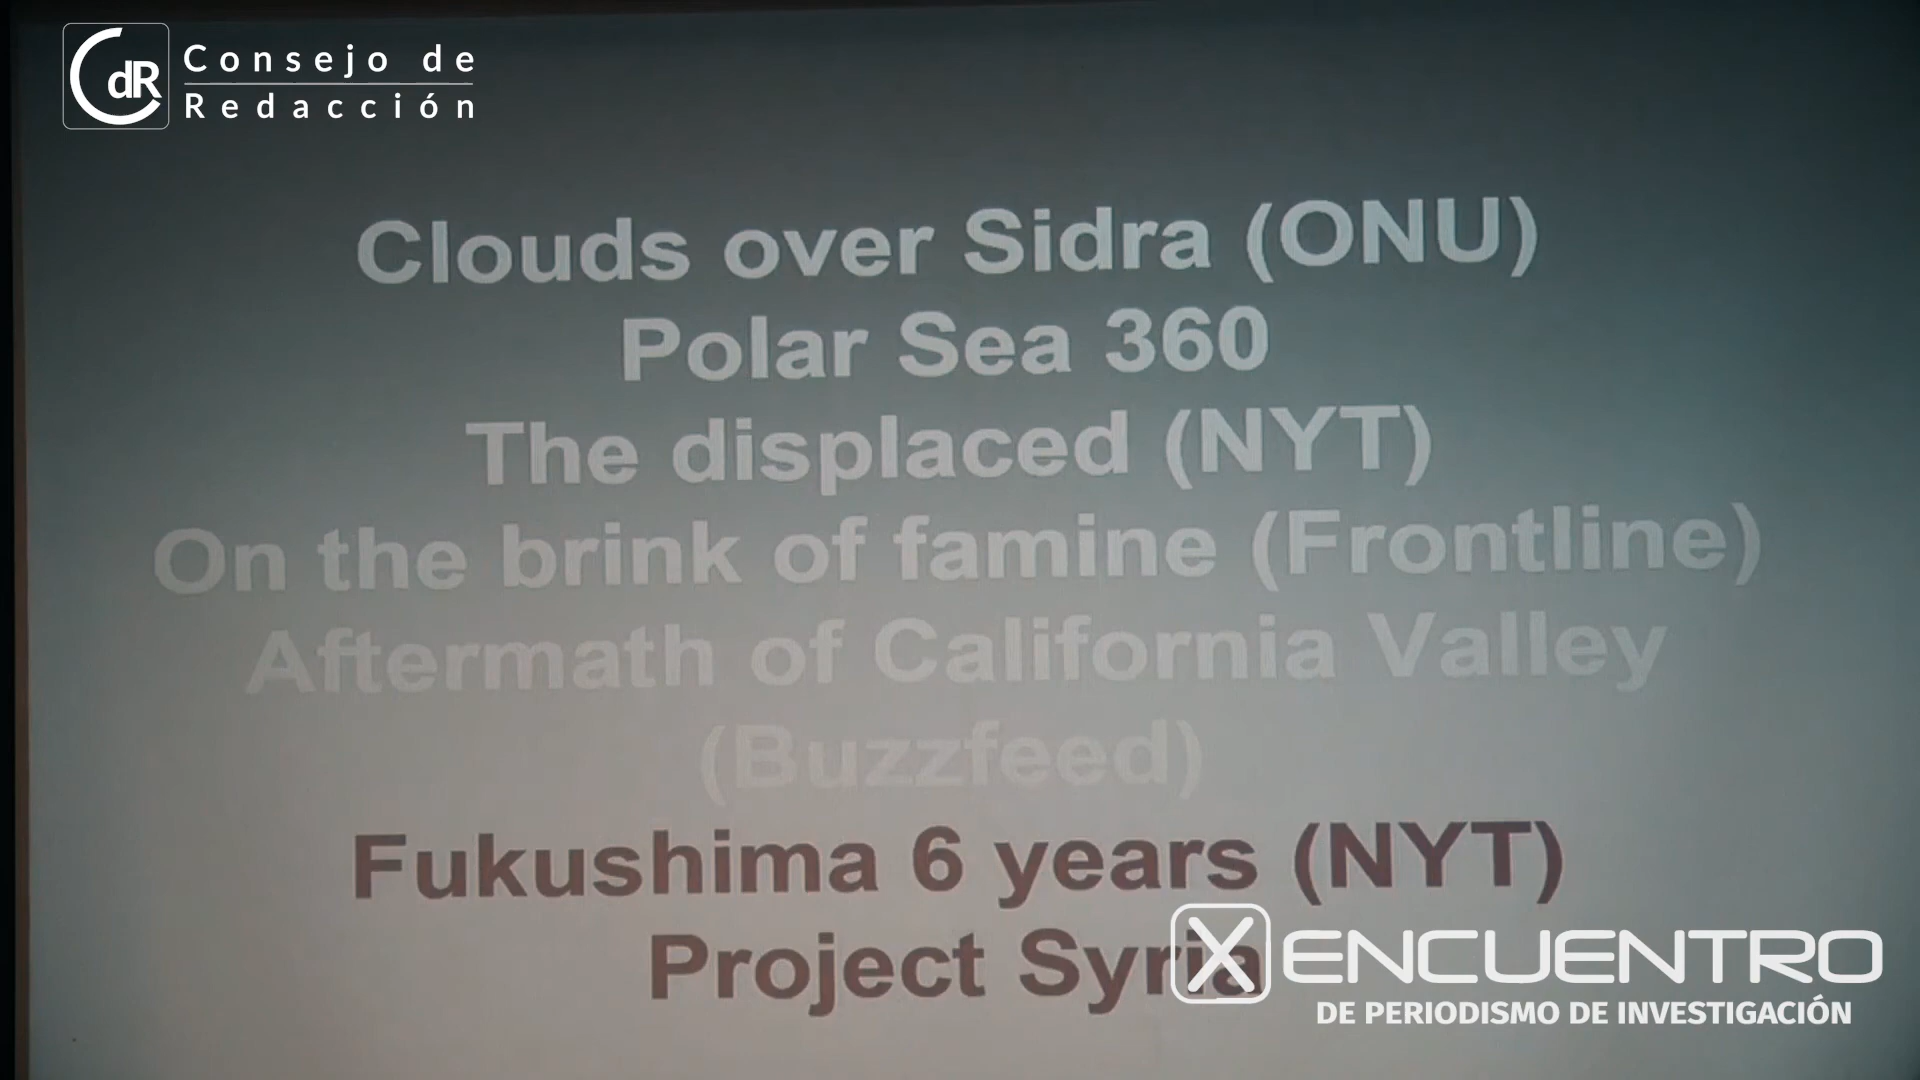 CdR Consejo de
Redacción
Clouds over Sidra (ONU)
Polar Sea 360
The displaced (NYT)
On the brink of famine (Frontline)
Aftermath of California Valley
(Buzzfeed)
Fukushima 6 years (NYT)
Project Syria
X ENCUENTRO
DE PERIODISMO DE INVESTIGACIÓN